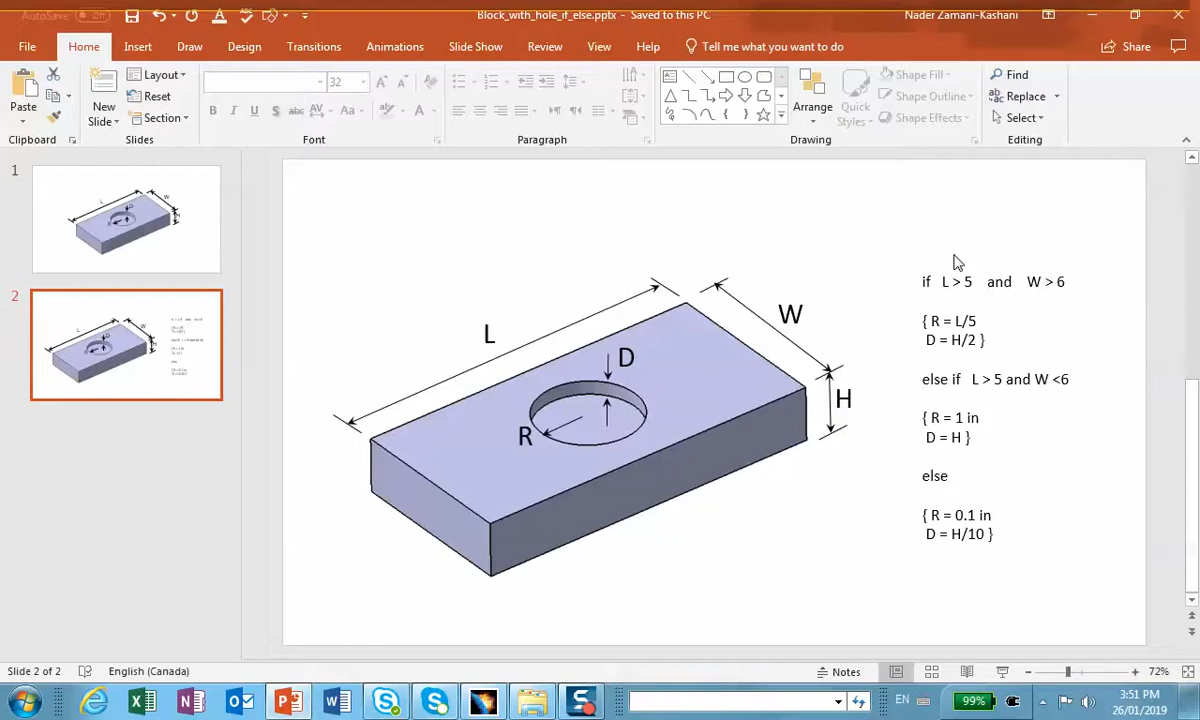 AutoSave Off
Block_with_hole_if_else.pptx - Saved to this PC
Nader Zamani-Kashani
File Home Insert Draw Design Transitions Animations Slide Show Review View Help Tell me what you want to do Share
Paste
Clipboard
New
Slide
Layout
Reset
Section
Slides
32
B I U S abc AV Aa A
Font
Paragraph
Arrange
Quick
Styles
Shape Fill
Shape Outline
Shape Effects
Drawing
Find
Replace
Select
Editing
1
2
L
W
D
H
R
if L > 5 and W > 6
{ R = L/5
D = H/2 }
else if L > 5 and W <6
{ R = 1 in
D = H }
else
{ R = 0.1 in
D = H/10 }
Slide 2 of 2 English (Canada) Notes 72%
EN 99% 3:51 PM
26/01/2019